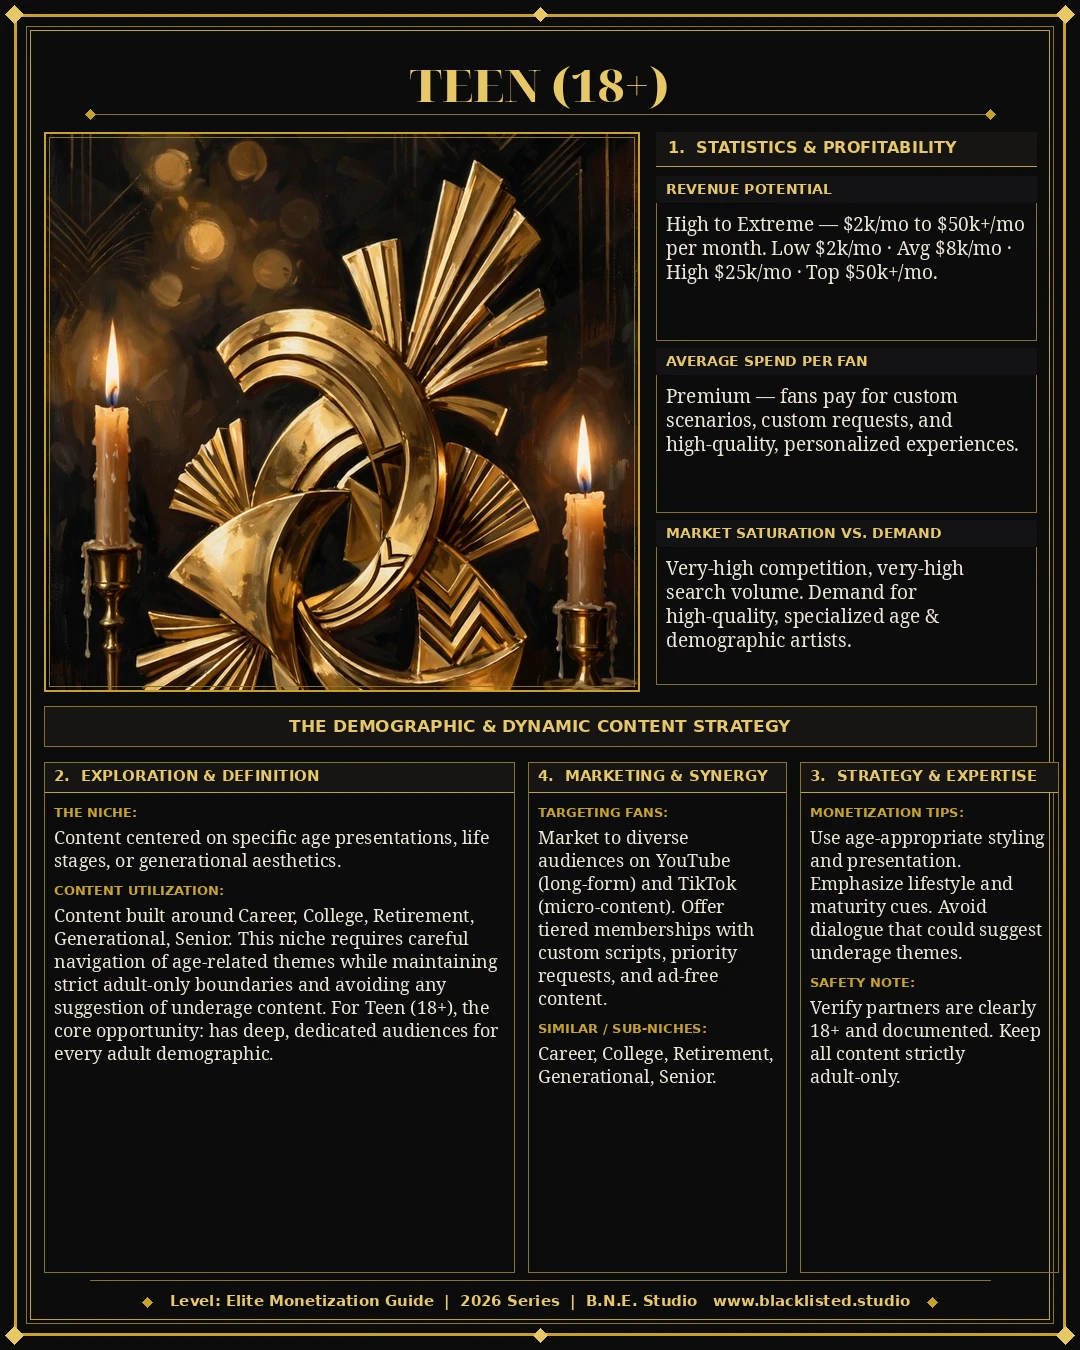 TEEN (18+)
1. STATISTICS & PROFITABILITY
REVENUE POTENTIAL
High to Extreme — $2k/mo to $50k+/mo
per month. Low $2k/mo · Avg $8k/mo ·
High $25k/mo · Top $50k+/mo.
AVERAGE SPEND PER FAN
Premium — fans pay for custom
scenarios, custom requests, and
high-quality, personalized experiences.
MARKET SATURATION VS. DEMAND
Very-high competition, very-high
search volume. Demand for
high-quality, specialized age &
demographic artists.
THE DEMOGRAPHIC & DYNAMIC CONTENT STRATEGY
2. EXPLORATION & DEFINITION
THE NICHE:
Content centered on specific age presentations, life
stages, or generational aesthetics.
CONTENT UTILIZATION:
Content built around Career, College, Retirement,
Generational, Senior. This niche requires careful
navigation of age-related themes while maintaining
strict adult-only boundaries and avoiding any
suggestion of underage content. For Teen (18+), the
core opportunity: has deep, dedicated audiences for
every adult demographic.
4. MARKETING & SYNERGY
TARGETING FANS:
Market to diverse
audiences on YouTube
(long-form) and TikTok
(micro-content). Offer
tiered memberships with
custom scripts, priority
requests, and ad-free
content.
SIMILAR / SUB-NICHES:
Career, College, Retirement,
Generational, Senior.
3. STRATEGY & EXPERTISE
MONETIZATION TIPS:
Use age-appropriate styling
and presentation.
Emphasize lifestyle and
maturity cues. Avoid
dialogue that could suggest
underage themes.
SAFETY NOTE:
Verify partners are clearly
18+ and documented. Keep
all content strictly
adult-only.
Level: Elite Monetization Guide | 2026 Series | B.N.E. Studio www.blacklisted.studio